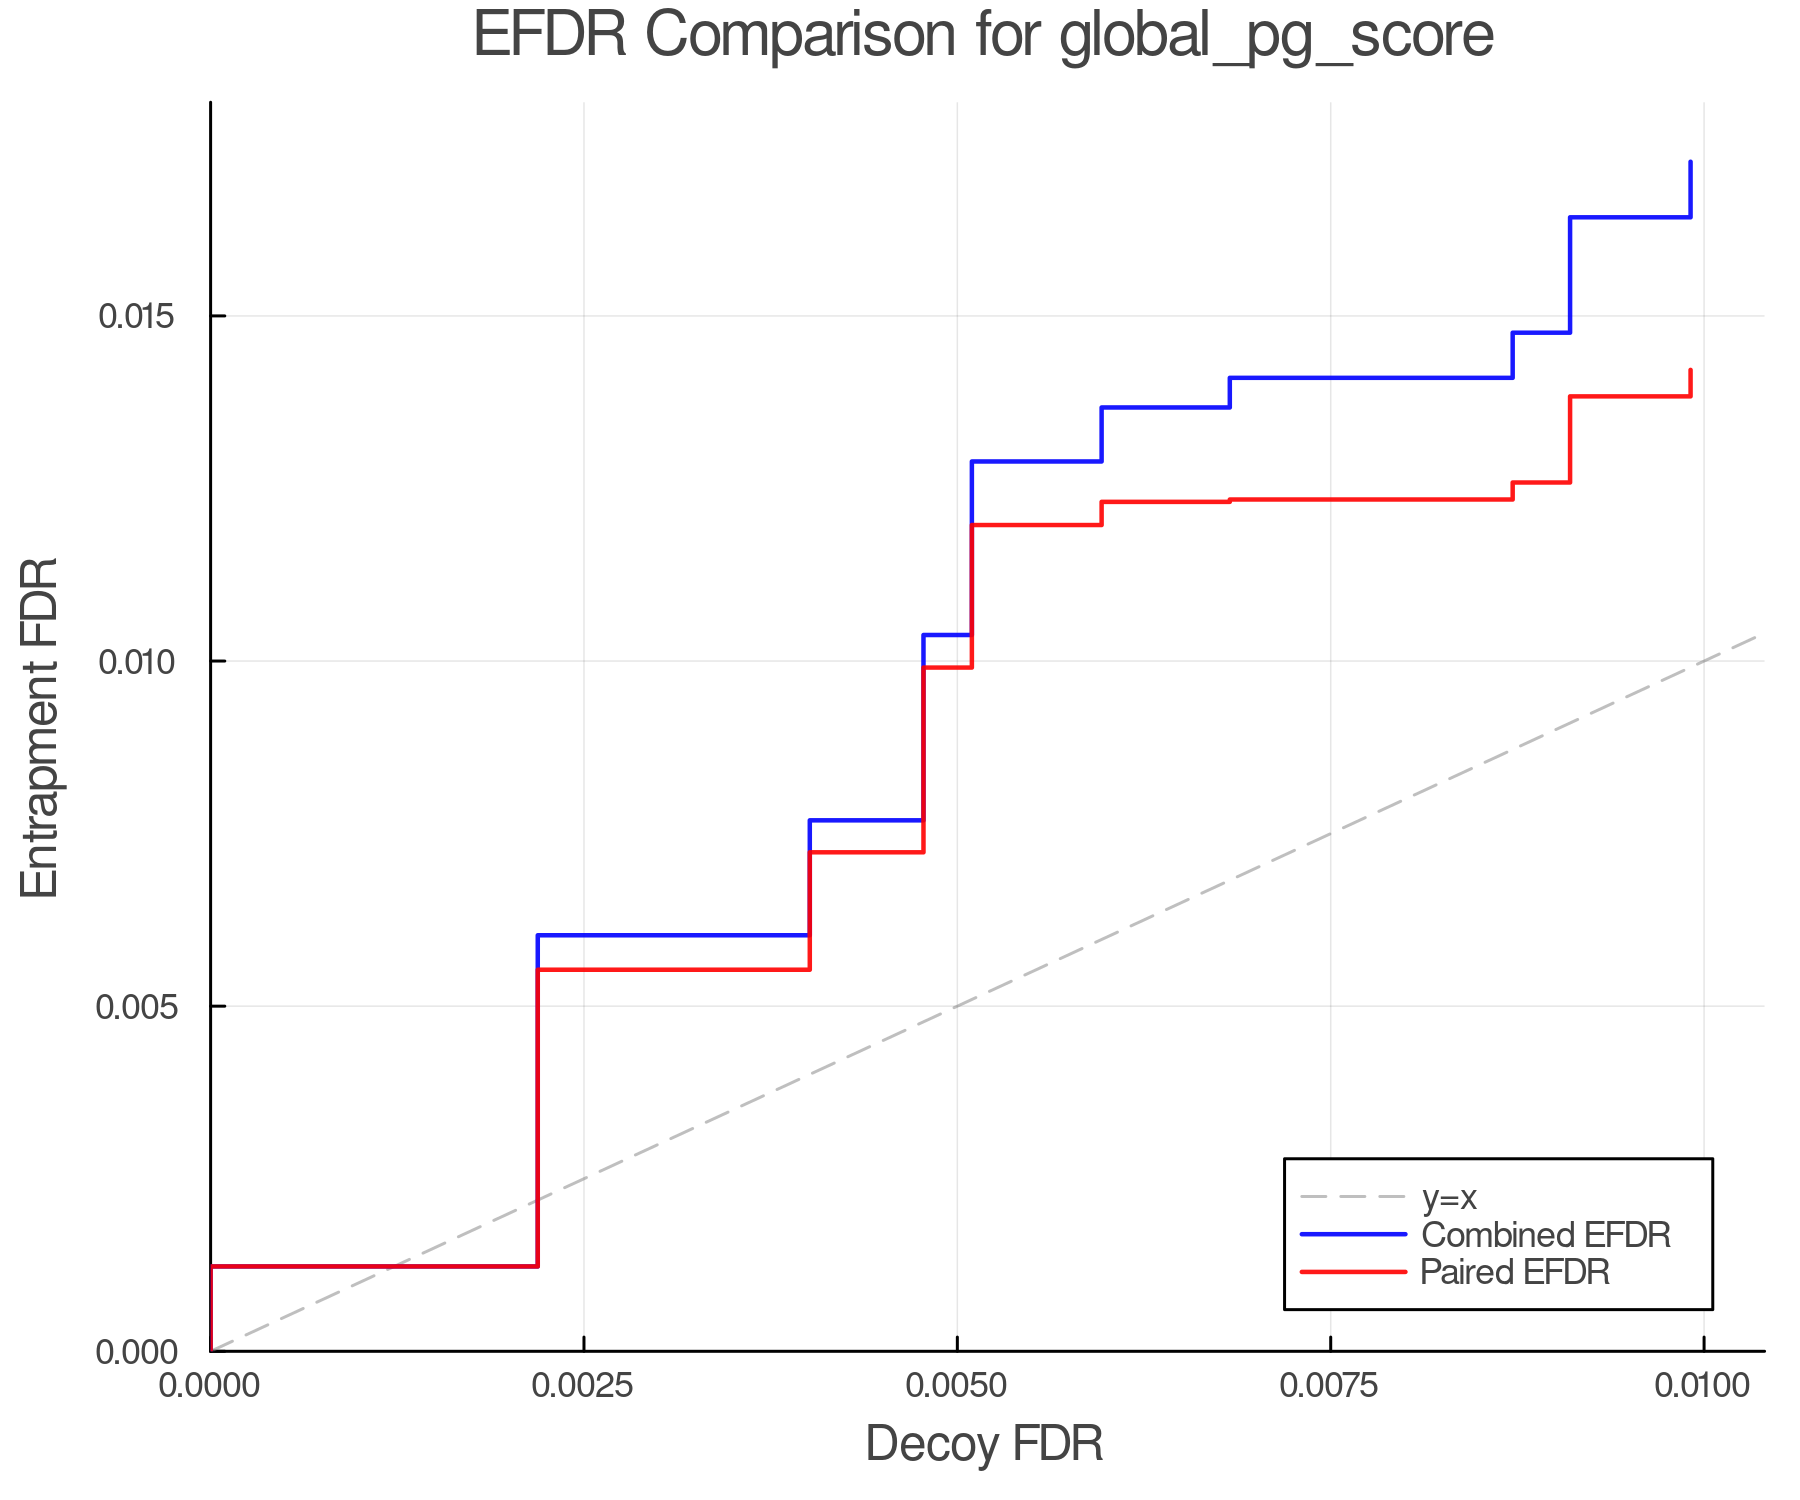 EFDR Comparison for global_pg_score
Entrapment FDR
0.015
0.010
0.005
0.000
0.0000
0.0025
0.0050
0.0075
0.0100
Decoy FDR
y=x
Combined EFDR
Paired EFDR